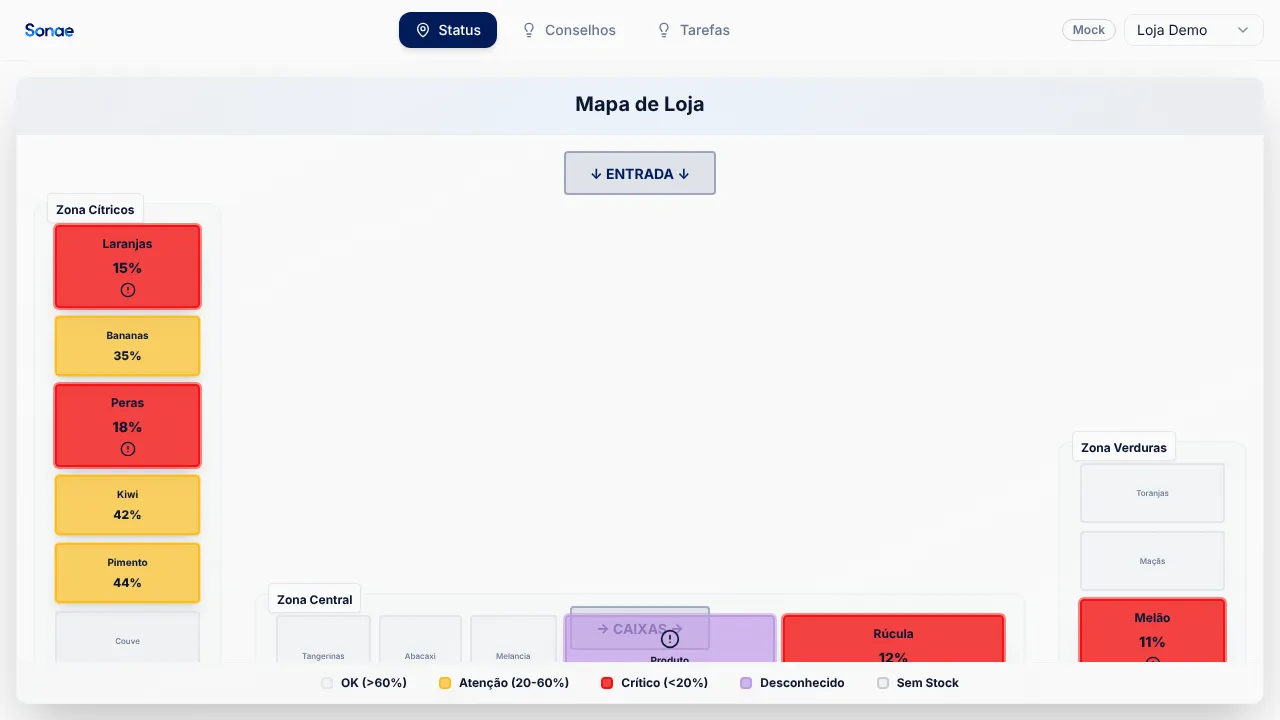 Sonae
Status
Conselhos
Tarefas
Mock
Loja Demo
Mapa de Loja
↓ ENTRADA ↓
Zona Cítricos
Laranjas
15%
Bananas
35%
Peras
18%
Kiwi
42%
Pimento
44%
Couve
Zona Central
Tangerinas
Abacaxi
Melancia
→ CAIXAS →
Produto
Rúcula
12%
Zona Verduras
Toranjas
Maçãs
Melão
11%
OK (>60%)
Atenção (20-60%)
Crítico (<20%)
Desconhecido
Sem Stock